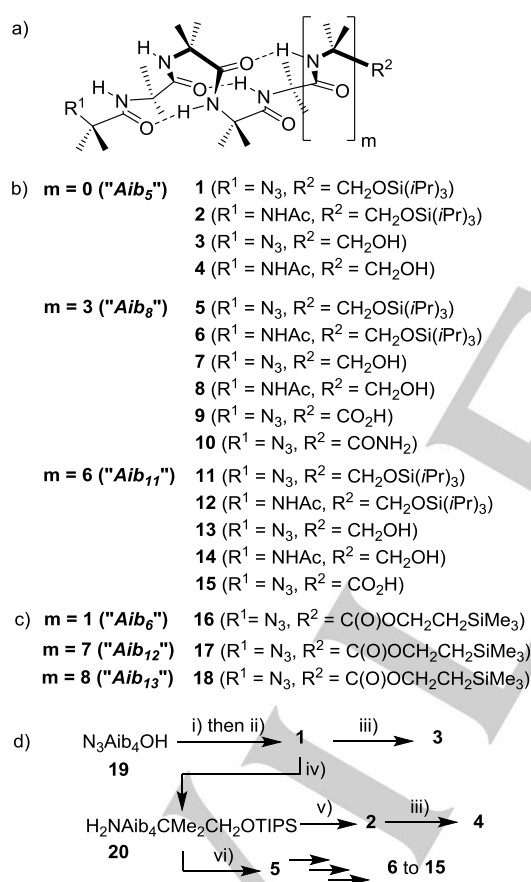 a)
R¹ N H O N H O N H O N H O N H O N H O R² m
b) m = 0 ("Aib₅") 1 (R¹ = N₃, R² = CH₂OSi(iPr)₃)
2 (R¹ = NHAc, R² = CH₂OSi(iPr)₃)
3 (R¹ = N₃, R² = CH₂OH)
4 (R¹ = NHAc, R² = CH₂OH)
m = 3 ("Aib₈") 5 (R¹ = N₃, R² = CH₂OSi(iPr)₃)
6 (R¹ = NHAc, R² = CH₂OSi(iPr)₃)
7 (R¹ = N₃, R² = CH₂OH)
8 (R¹ = NHAc, R² = CH₂OH)
9 (R¹ = N₃, R² = CO₂H)
10 (R¹ = N₃, R² = CONH₂)
m = 6 ("Aib₁₁") 11 (R¹ = N₃, R² = CH₂OSi(iPr)₃)
12 (R¹ = NHAc, R² = CH₂OSi(iPr)₃)
13 (R¹ = N₃, R² = CH₂OH)
14 (R¹ = NHAc, R² = CH₂OH)
15 (R¹ = N₃, R² = CO₂H)
c) m = 1 ("Aib₆") 16 (R¹= N₃, R² = C(O)OCH₂CH₂SiMe₃)
m = 7 ("Aib₁₂") 17 (R¹ = N₃, R² = C(O)OCH₂CH₂SiMe₃)
m = 8 ("Aib₁₃") 18 (R¹ = N₃, R² = C(O)OCH₂CH₂SiMe₃)
d) N₃Aib₄OH i) then ii) 1 iii) 3
19 iv)
H₂NAib₄CMe₂CH₂OTIPS v) 2 iii) 4
20 vi) 5 6 to 15